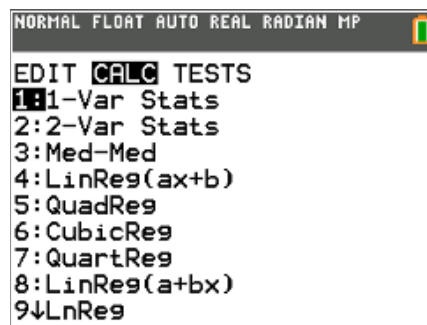 NORMAL FLOAT AUTO REAL RADIAN MP
EDIT CALC TESTS
1:1-Var Stats
2:2-Var Stats
3:Med-Med
4:LinReg(ax+b)
5:QuadReg
6:CubicReg
7:QuartReg
8:LinReg(a+bx)
9↓LnReg